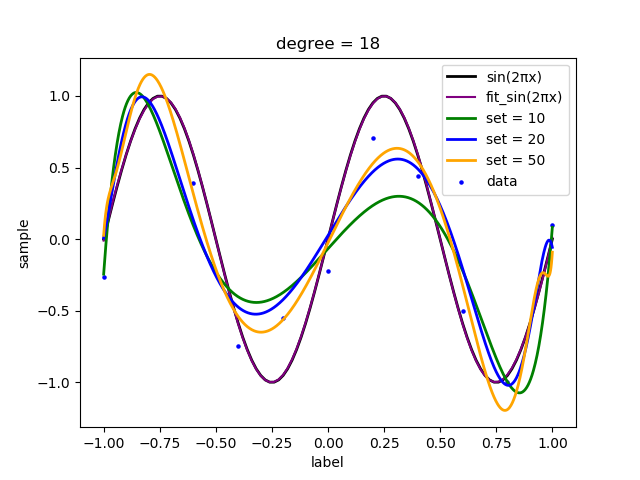 degree = 18
sin(2πx)
fit_sin(2πx)
set = 10
set = 20
set = 50
data
sample
1.0
0.5
0.0
−0.5
−1.0
−1.00 −0.75 −0.50 −0.25 0.00 0.25 0.50 0.75 1.00
label